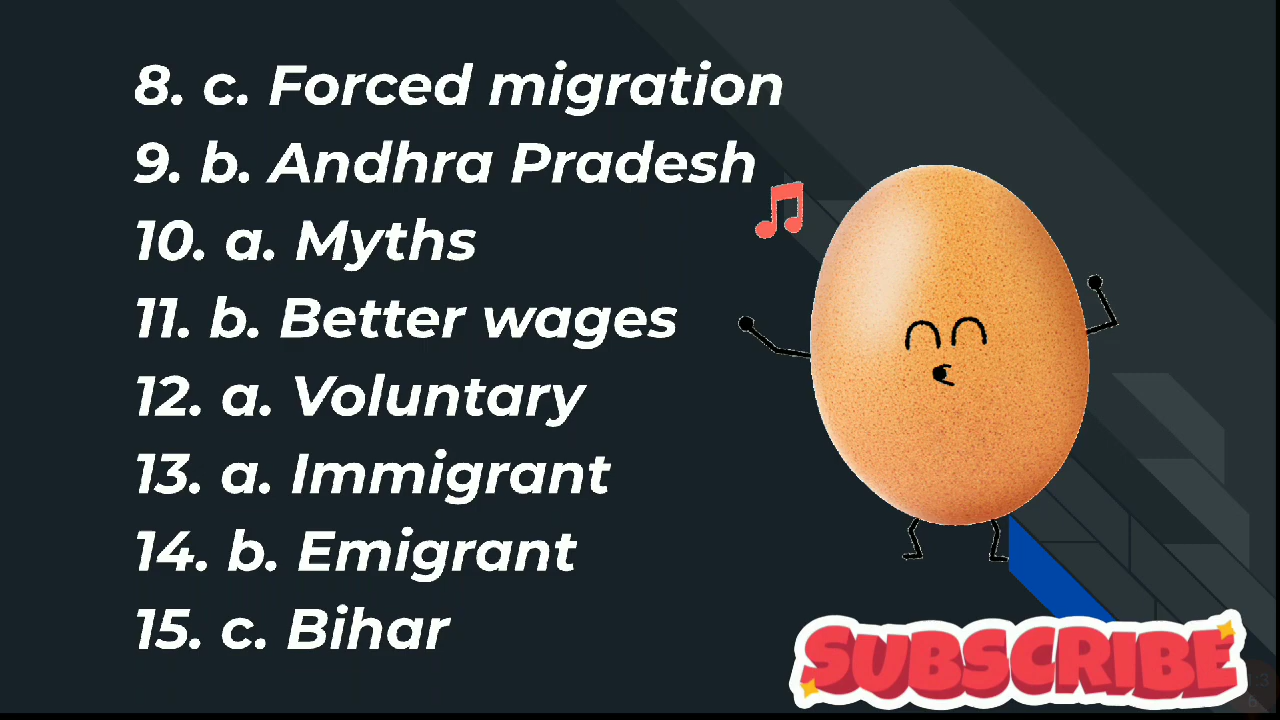 8. c. Forced migration
9. b. Andhra Pradesh
10. a. Myths
11. b. Better wages
12. a. Voluntary
13. a. Immigrant
14. b. Emigrant
15. c. Bihar
SUBSCRIBE